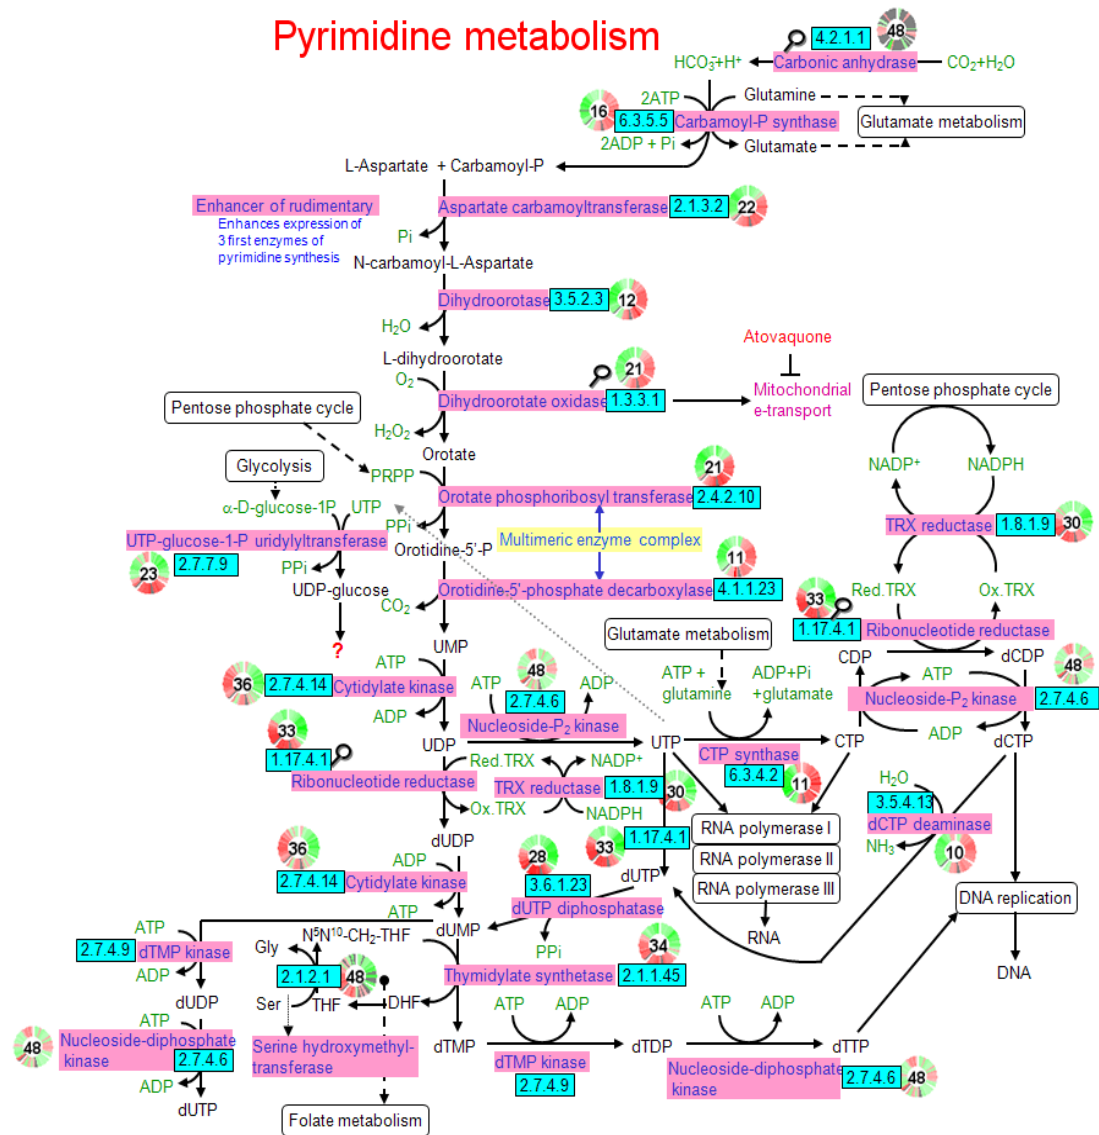 Pyrimidine metabolism
4.2.1.1
48
HCO₃⁻+H⁺
Carbonic anhydrase
CO₂+H₂O
16
2ATP
Glutamine
6.3.5.5
Carbamoyl-P synthase
Glutamate metabolism
2ADP + Pi
Glutamate
L-Aspartate + Carbamoyl-P
Enhancer of rudimentary
Aspartate carbamoyltransferase
2.1.3.2
22
Enhances expression of
3 first enzymes of
pyrimidine synthesis
Pi
N-carbamoyl-L-Aspartate
Dihydroorotase
3.5.2.3
12
H₂O
L-dihydroorotate
Atovaquone
O₂
21
Dihydroorotate oxidase
1.3.3.1
Mitochondrial
e-transport
Pentose phosphate cycle
Pentose phosphate cycle
H₂O₂
Orotate
Glycolysis
PRPP
21
NADP⁺
NADPH
α-D-glucose-1P
UTP
Orotate phosphoribosyl transferase
2.4.2.10
PPi
TRX reductase
1.8.1.9
30
UTP-glucose-1-P uridylyltransferase
Orotidine-5'-P
Multimeric enzyme complex
23
2.7.7.9
PPi
11
UDP-glucose
Orotidine-5'-phosphate decarboxylase
4.1.1.23
Red.TRX
Ox.TRX
CO₂
33
1.17.4.1
Ribonucleotide reductase
?
UMP
Glutamate metabolism
CDP
dCDP
36
2.7.4.14
Cytidylate kinase
ATP
ADP
48
ATP
2.7.4.6
ADP
Nucleoside-P₂ kinase
ATP +
glutamine
ADP+Pi
+glutamate
ATP
48
Nucleoside-P₂ kinase
2.7.4.6
ADP
33
1.17.4.1
Ribonucleotide reductase
UDP
UTP
CTP synthase
6.3.4.2
11
CTP
dCTP
Red.TRX
NADP⁺
TRX reductase
1.8.1.9
30
Ox.TRX
NADPH
H₂O
3.5.4.13
dCTP deaminase
NH₃
10
dUDP
1.17.4.1
33
RNA polymerase I
RNA polymerase II
RNA polymerase III
36
ADP
2.7.4.14
Cytidylate kinase
ATP
28
3.6.1.23
dUTP
dUTP diphosphatase
DNA replication
dUMP
PPi
RNA
DNA
ATP
2.7.4.9
dTMP kinase
ADP
N⁵N¹⁰-CH₂-THF
Gly
2.1.2.1
48
34
Thymidylate synthetase
2.1.1.45
dUDP
Ser
THF
DHF
ATP
ADP
ATP
ADP
48
ATP
Nucleoside-diphosphate
kinase
2.7.4.6
ADP
dUTP
Serine hydroxymethyl-
transferase
dTMP
dTDP
dTTP
dTMP kinase
2.7.4.9
Nucleoside-diphosphate
kinase
2.7.4.6
48
Folate metabolism